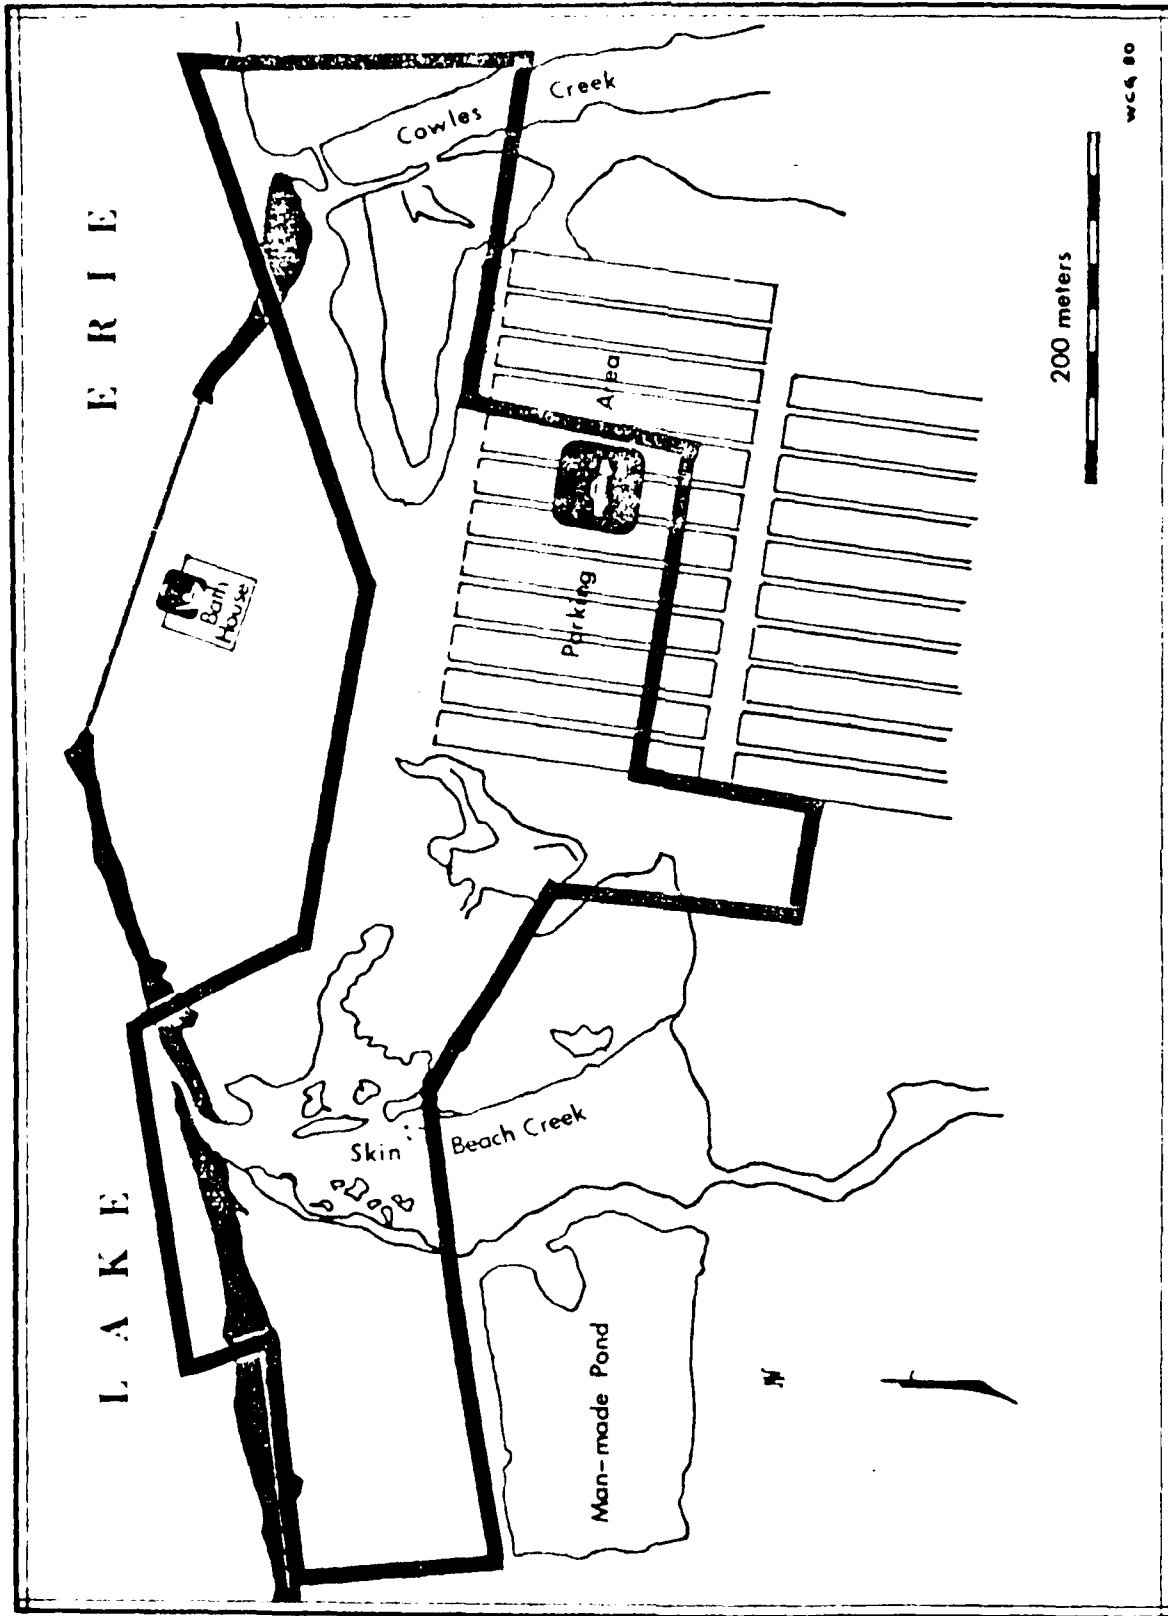 LAKE ERIE
Bath
House
Cowles Creek
Parking Area
Skin
Beach Creek
Man-made Pond
N
200 meters